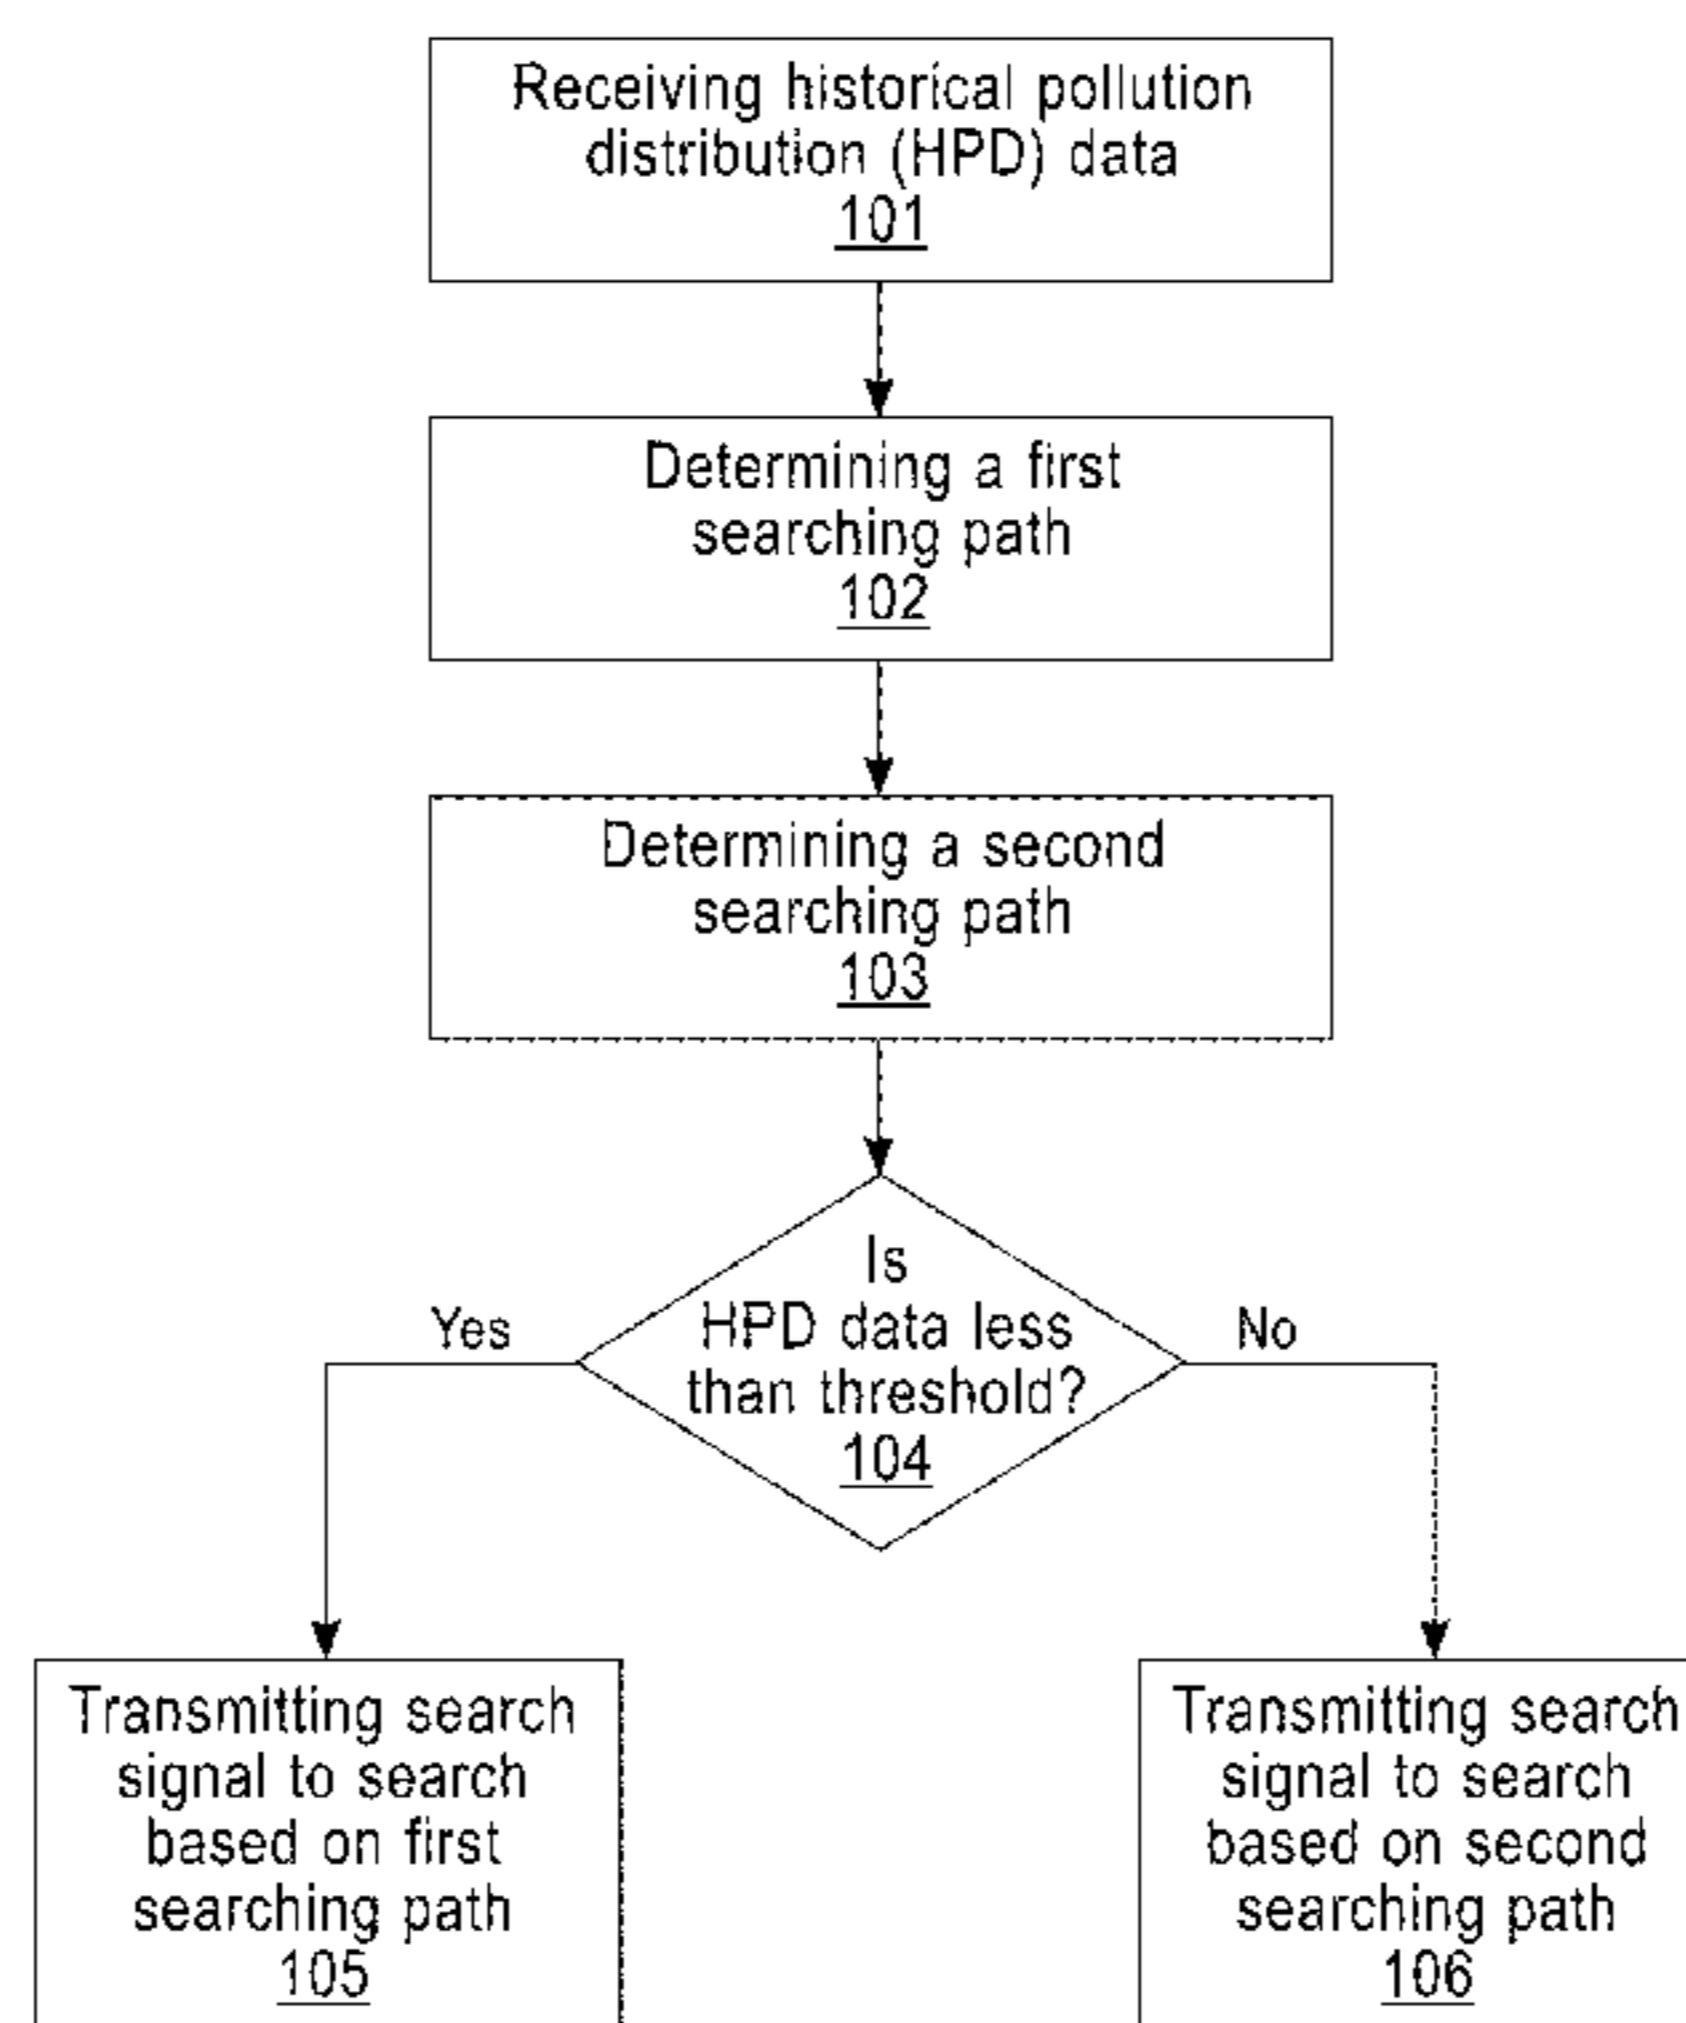 Receiving historical pollution
distribution (HPD) data
101
Determining a first
searching path
102
Determining a second
searching path
103
Is
HPD data less
than threshold?
104
Yes
No
Transmitting search
signal to search
based on first
searching path
105
Transmitting search
signal to search
based on second
searching path
106